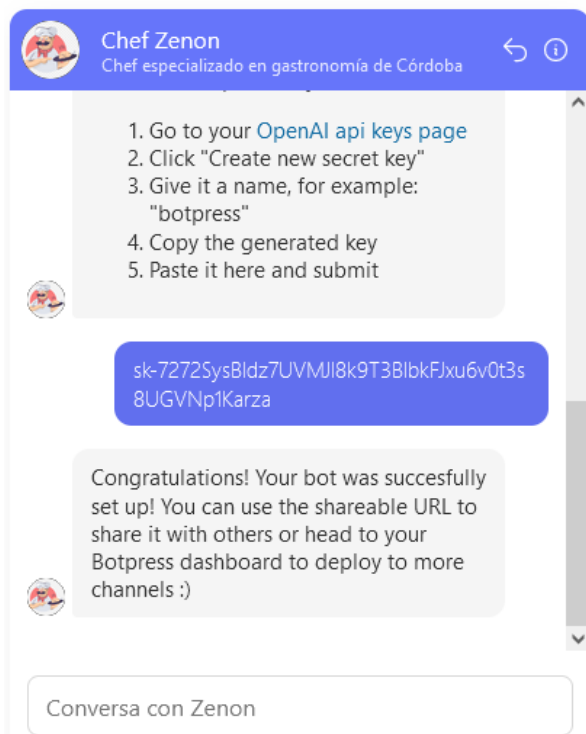 Chef Zenon
Chef especializado en gastronomía de Córdoba
1. Go to your OpenAI api keys page
2. Click "Create new secret key"
3. Give it a name, for example:
"botpress"
4. Copy the generated key
5. Paste it here and submit
Congratulations! Your bot was succesfully
set up! You can use the shareable URL to
share it with others or head to your
Botpress dashboard to deploy to more
channels :)
Conversa con Zenon